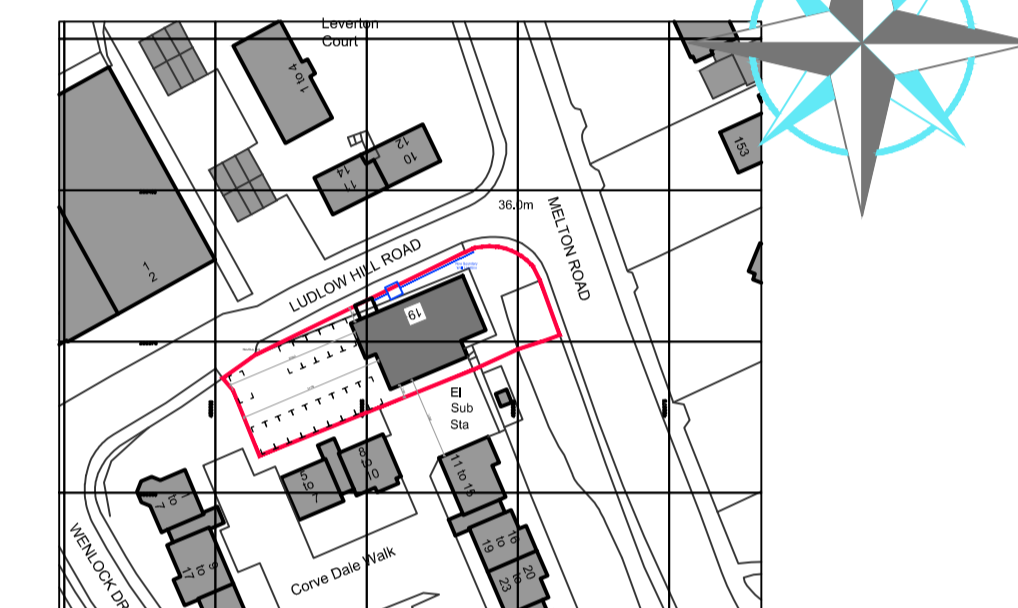 Leverton
Court
1 to 4
12
10
14
11
153
36.0m
MELTON ROAD
LUDLOW HILL ROAD
1
2
19
El
Sub
Sta
11 to 15
8
10
5
to
7
1
to
7
9
to
17
16
to
19
20
to
23
WENLOCK DR
Corve Dale Walk